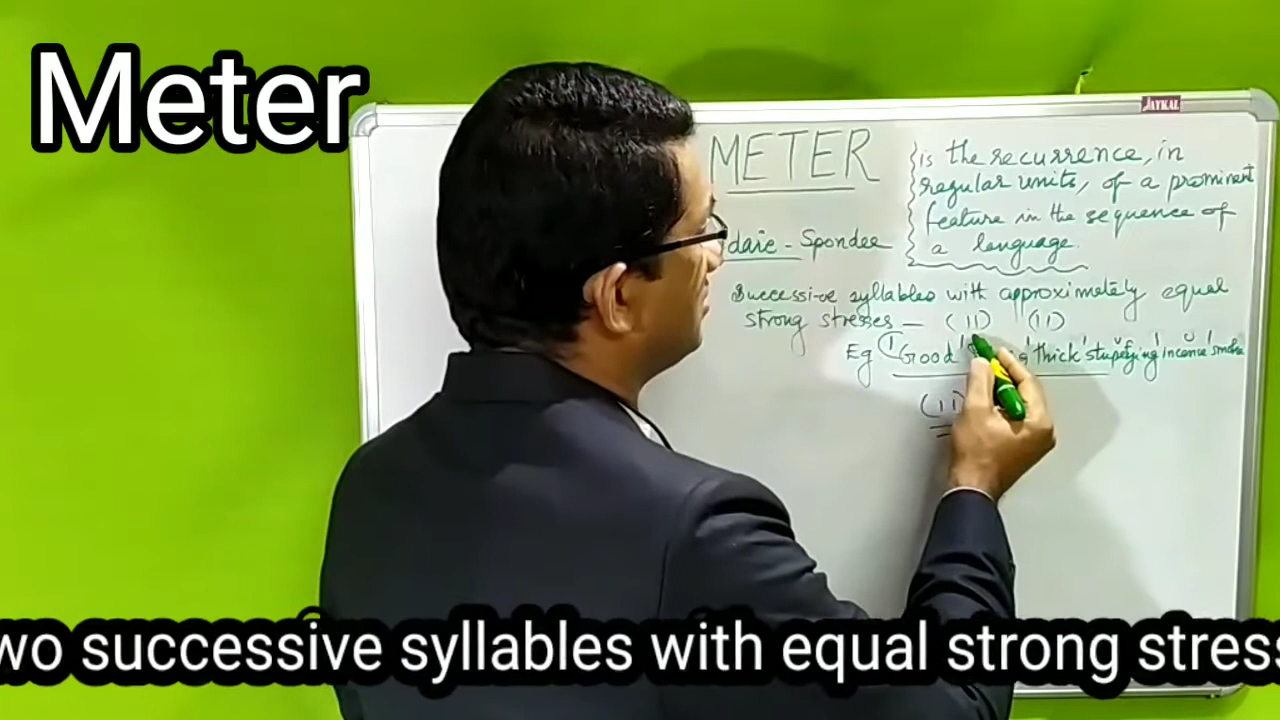 Meter
JAYKAL
METER
is the recurrence, in
regular units, of a prominent
feature in the sequence of
a language.
daic - Spondee
Successive syllables with approximately equal
strong stresses — (11) (11)
Eg Good thick stupefying incense smoke
(11)
wo successive syllables with equal strong stress